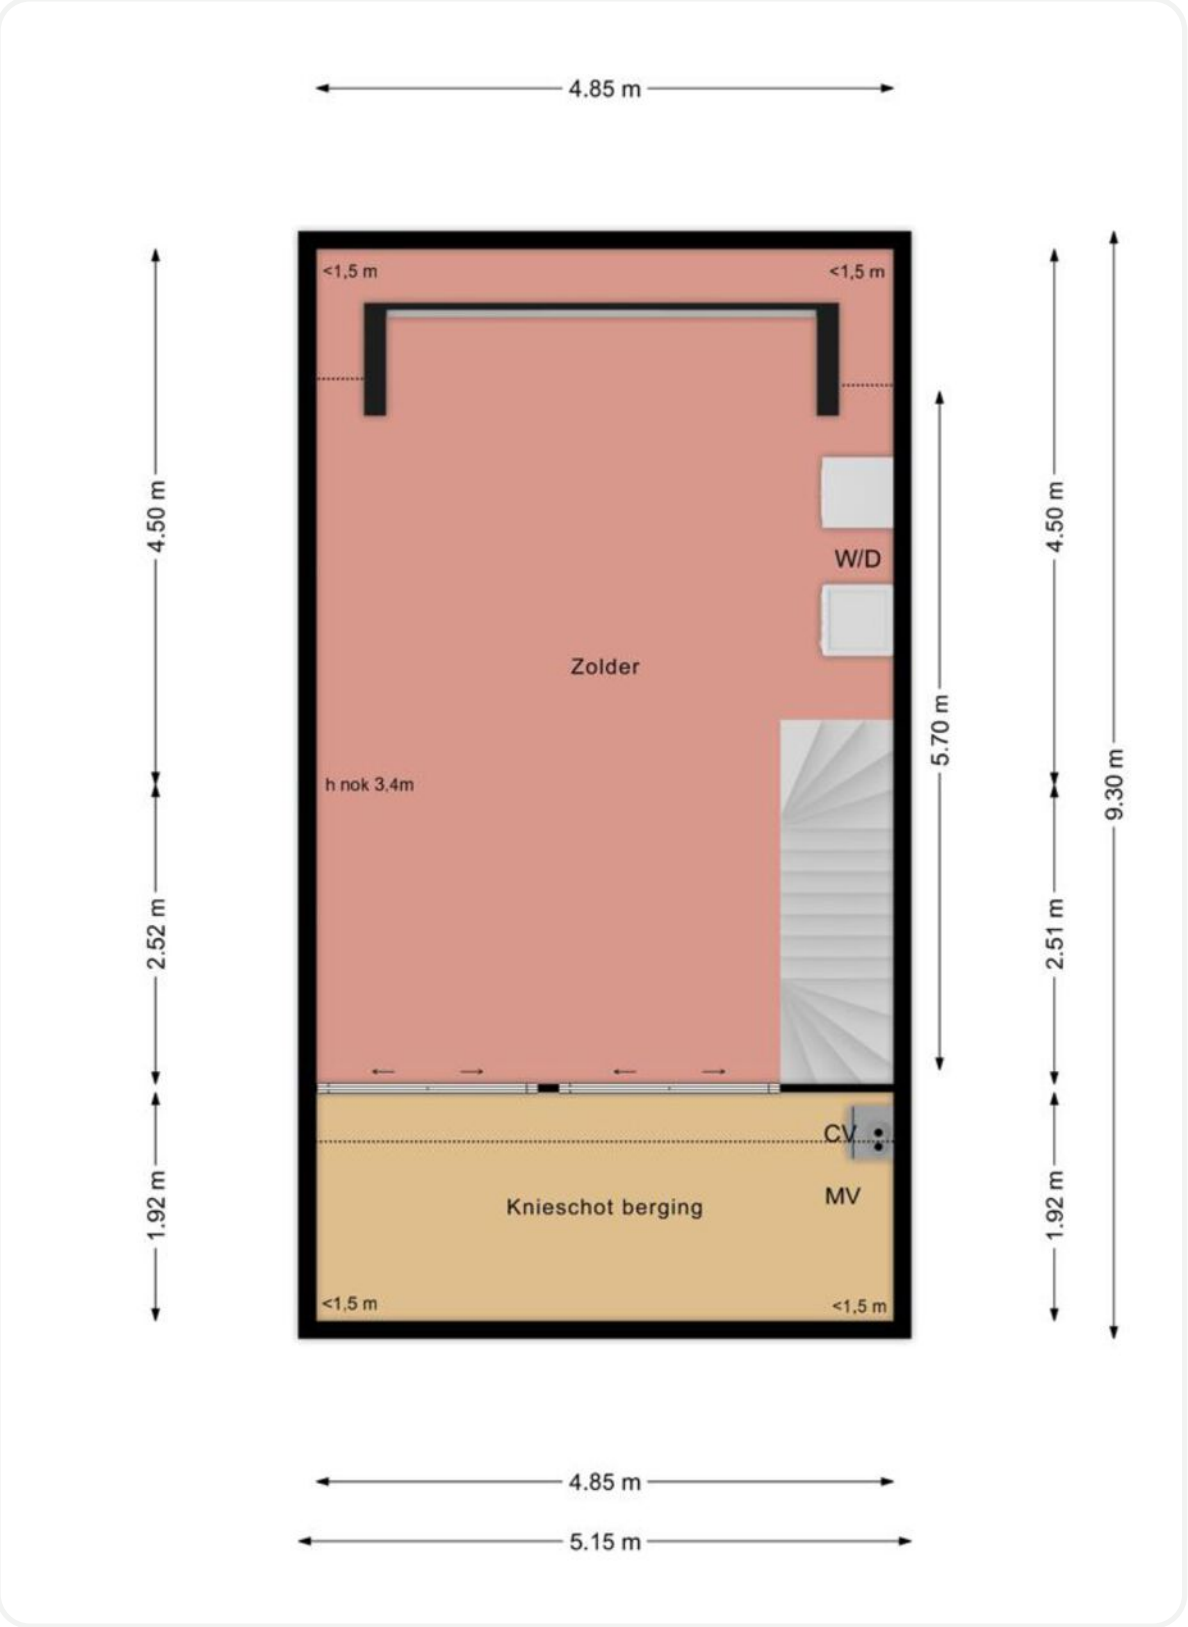 4.85 m
<1,5 m
<1,5 m
4.50 m
4.50 m
W/D
Zolder
5.70 m
9.30 m
h nok 3,4m
2.52 m
2.51 m
CV
MV
Knieschot berging
1.92 m
1.92 m
<1,5 m
<1,5 m
4.85 m
5.15 m